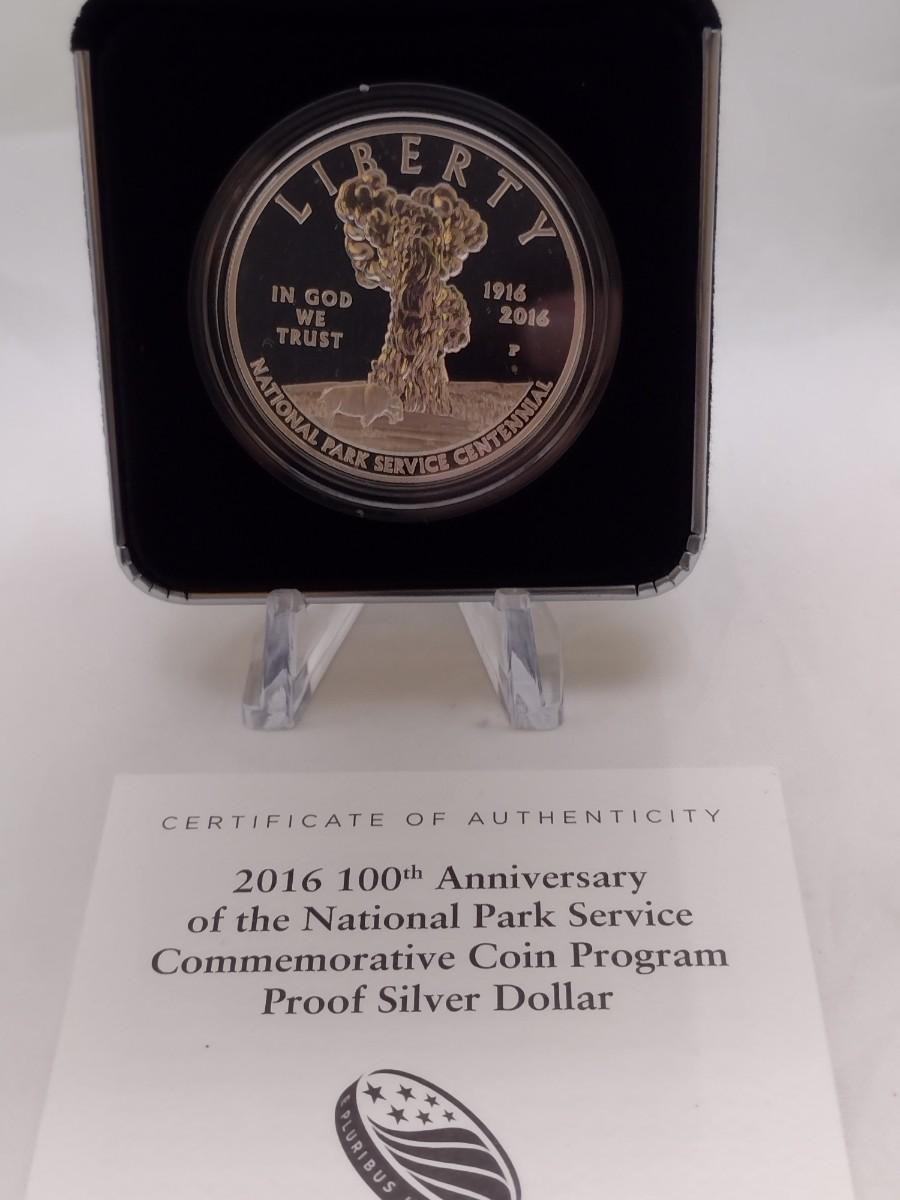 LIBERTY
IN GOD
WE
TRUST
1916
2016
P
NATIONAL PARK SERVICE CENTENNIAL
CERTIFICATE OF AUTHENTICITY
2016 100th Anniversary
of the National Park Service
Commemorative Coin Program
Proof Silver Dollar
E PLURIBUS